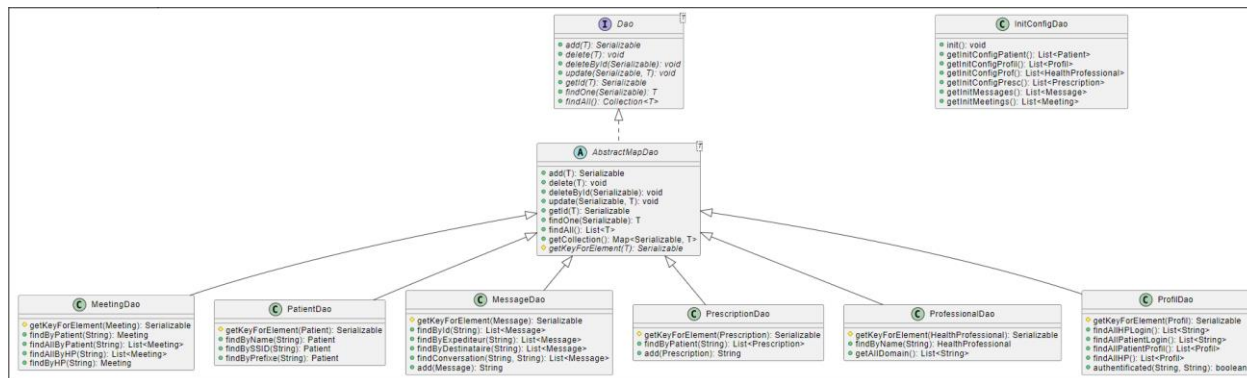 I Dao T
add(T): Serializable
delete(T): void
deleteById(Serializable): void
update(Serializable, T): void
getId(T): Serializable
findOne(Serializable): T
findAll(): Collection<T>
C InitConfigDao
init(): void
getInitConfigPatient(): List<Patient>
getInitConfigProfil(): List<Profil>
getInitConfigProf(): List<HealthProfessional>
getInitConfigPresc(): List<Prescription>
getInitMessages(): List<Message>
getInitMeetings(): List<Meeting>
A AbstractMapDao T
add(T): Serializable
delete(T): void
deleteById(Serializable): void
update(Serializable, T): void
getId(T): Serializable
findOne(Serializable): T
findAll(): List<T>
getCollection(): Map<Serializable, T>
getKeyForElement(T): Serializable
C MeetingDao
getKeyForElement(Meeting): Serializable
findByPatient(String): Meeting
findAllByPatient(String): List<Meeting>
findAllByHP(String): List<Meeting>
findByHP(String): Meeting
C PatientDao
getKeyForElement(Patient): Serializable
findByName(String): Patient
findBySSID(String): Patient
findByPrefixe(String): Patient
C MessageDao
getKeyForElement(Message): Serializable
findById(String): List<Message>
findByExpediteur(String): List<Message>
findByDestinataire(String): List<Message>
findConversation(String, String): List<Message>
add(Message): String
C PrescriptionDao
getKeyForElement(Prescription): Serializable
findByPatient(String): List<Prescription>
add(Prescription): String
C ProfessionalDao
getKeyForElement(HealthProfessional): Serializable
findByName(String): HealthProfessional
getAllDomain(): List<String>
C ProfilDao
getKeyForElement(Profil): Serializable
findAllHPLogin(): List<String>
findAllPatientLogin(): List<String>
findAllPatientProfil(): List<Profil>
findAllHP(): List<Profil>
authentificated(String, String): boolean